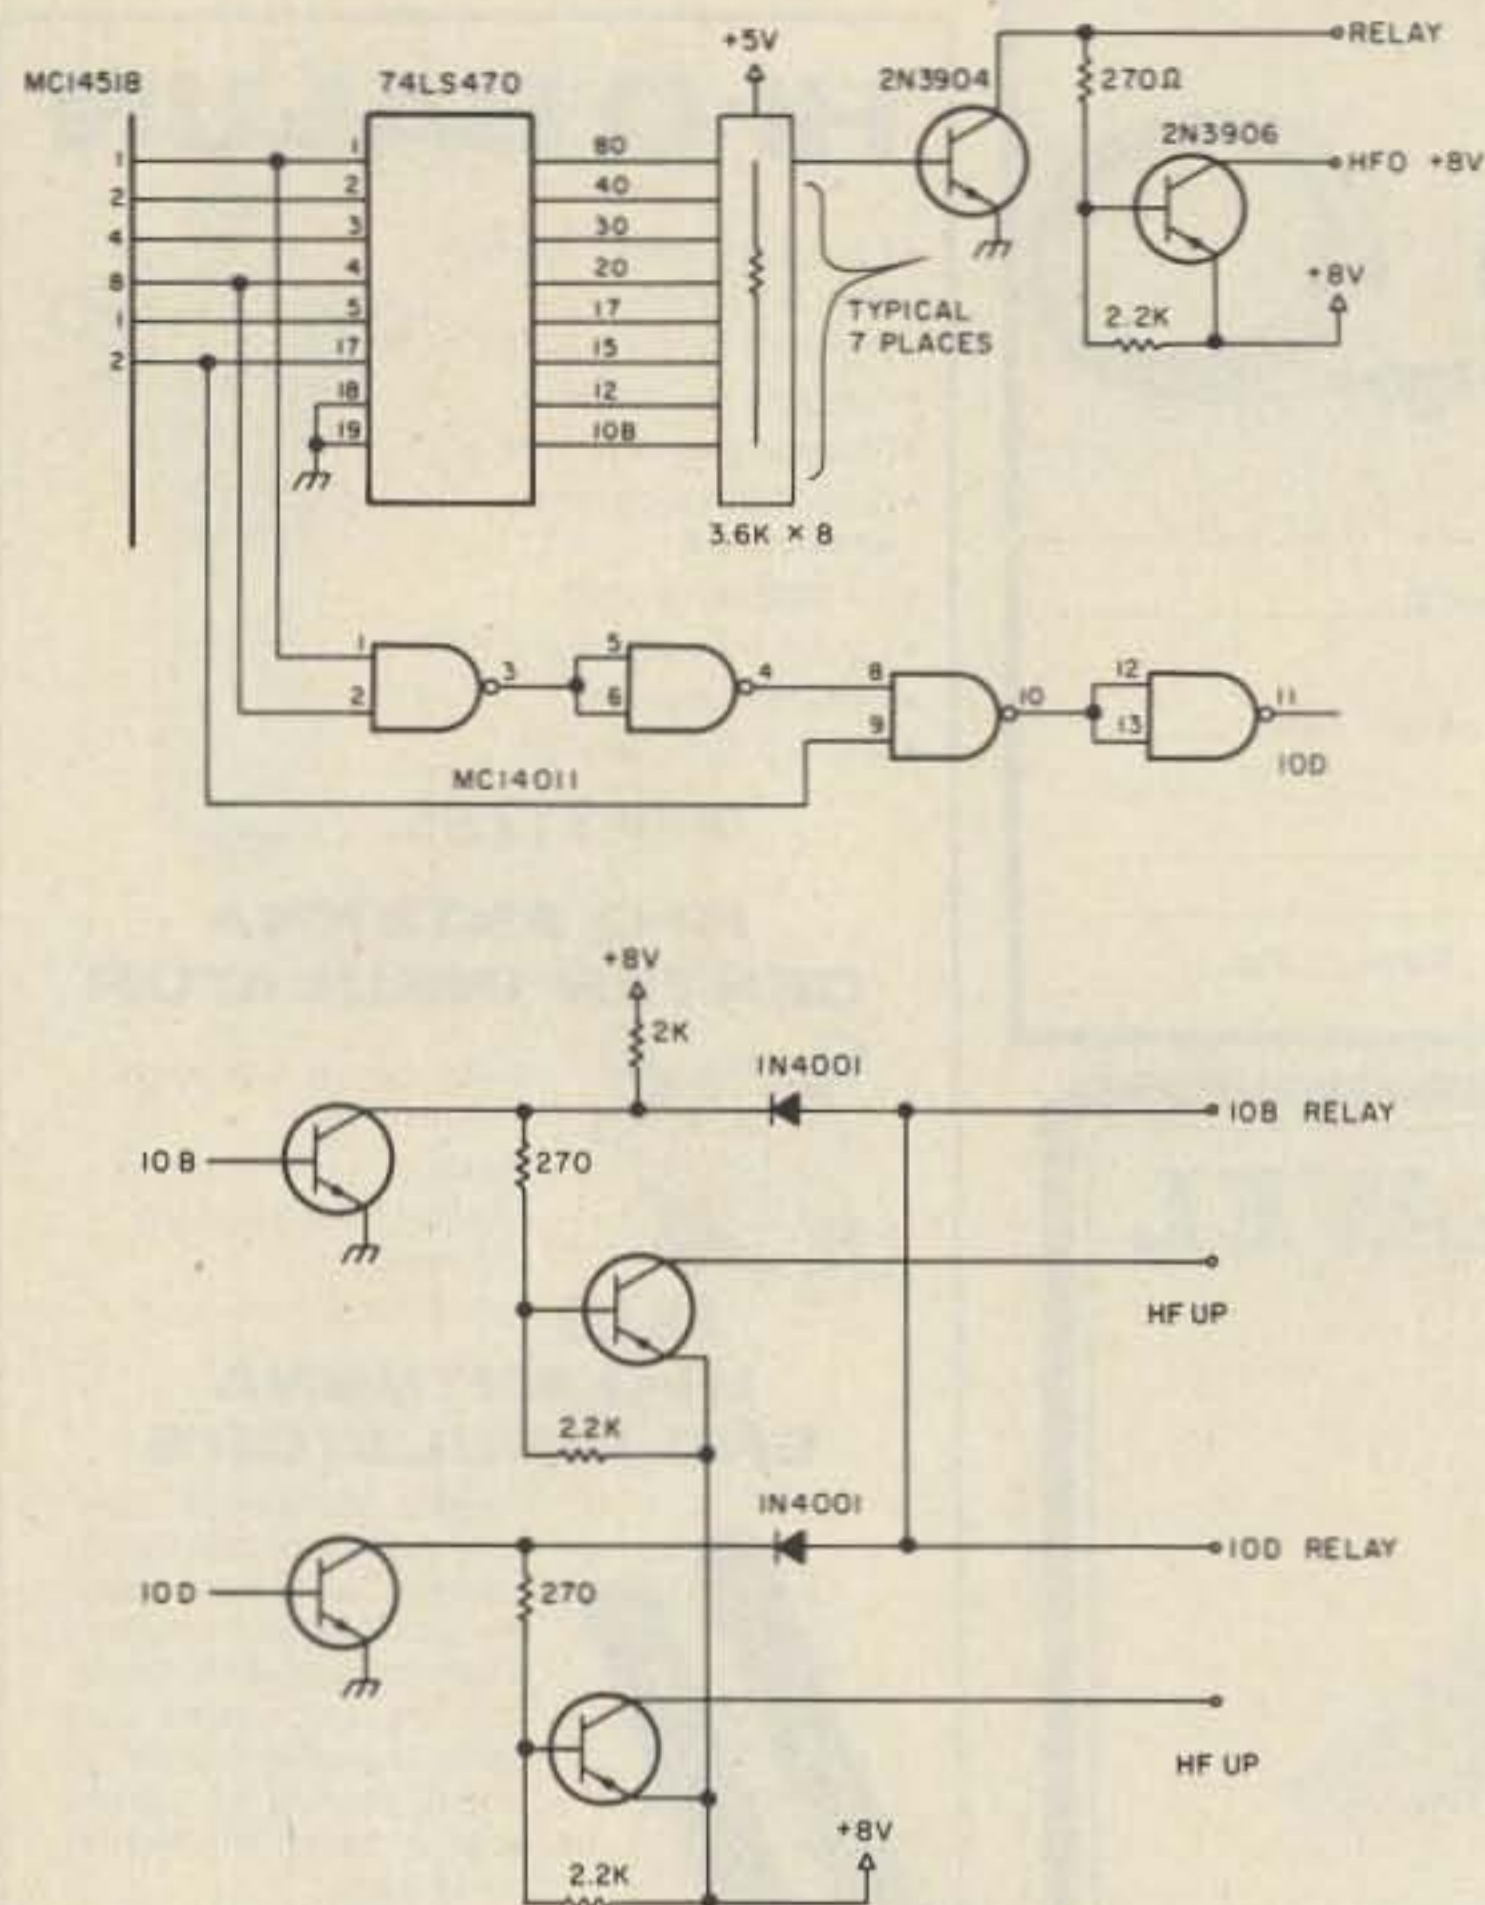 MC14518
74LS470
+5V
2N3904
RELAY
270Ω
2N3906
HFO +8V
+8V
2.2K
1
2
4
8
1
2
1
2
3
4
5
17
18
19
80
40
30
20
17
15
12
10B
TYPICAL
7 PLACES
3.6K × 8
1
2
3
5
6
4
8
9
10
12
13
11
10D
MC14011
+8V
2K
1N4001
10B RELAY
10B
270
HF UP
2.2K
1N4001
10D RELAY
10D
270
HF UP
+8V
2.2K